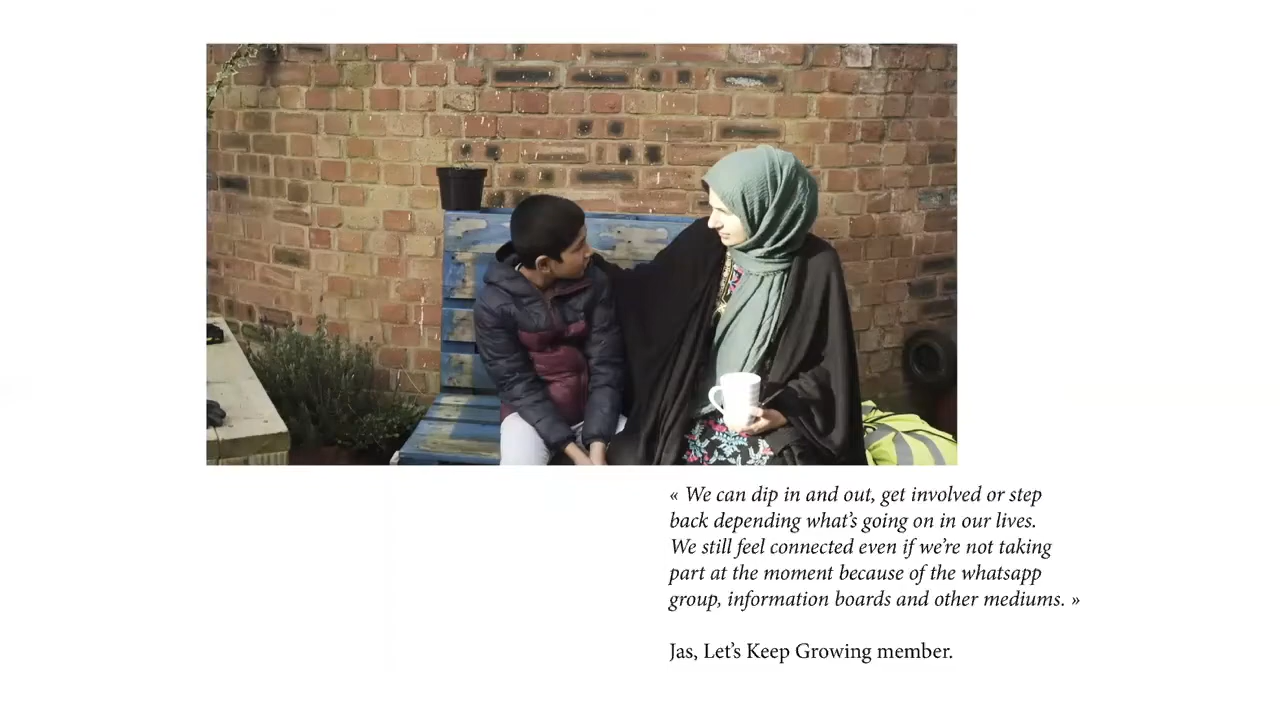 « We can dip in and out, get involved or step
back depending what's going on in our lives.
We still feel connected even if we're not taking
part at the moment because of the whatsapp
group, information boards and other mediums. »
Jas, Let's Keep Growing member.